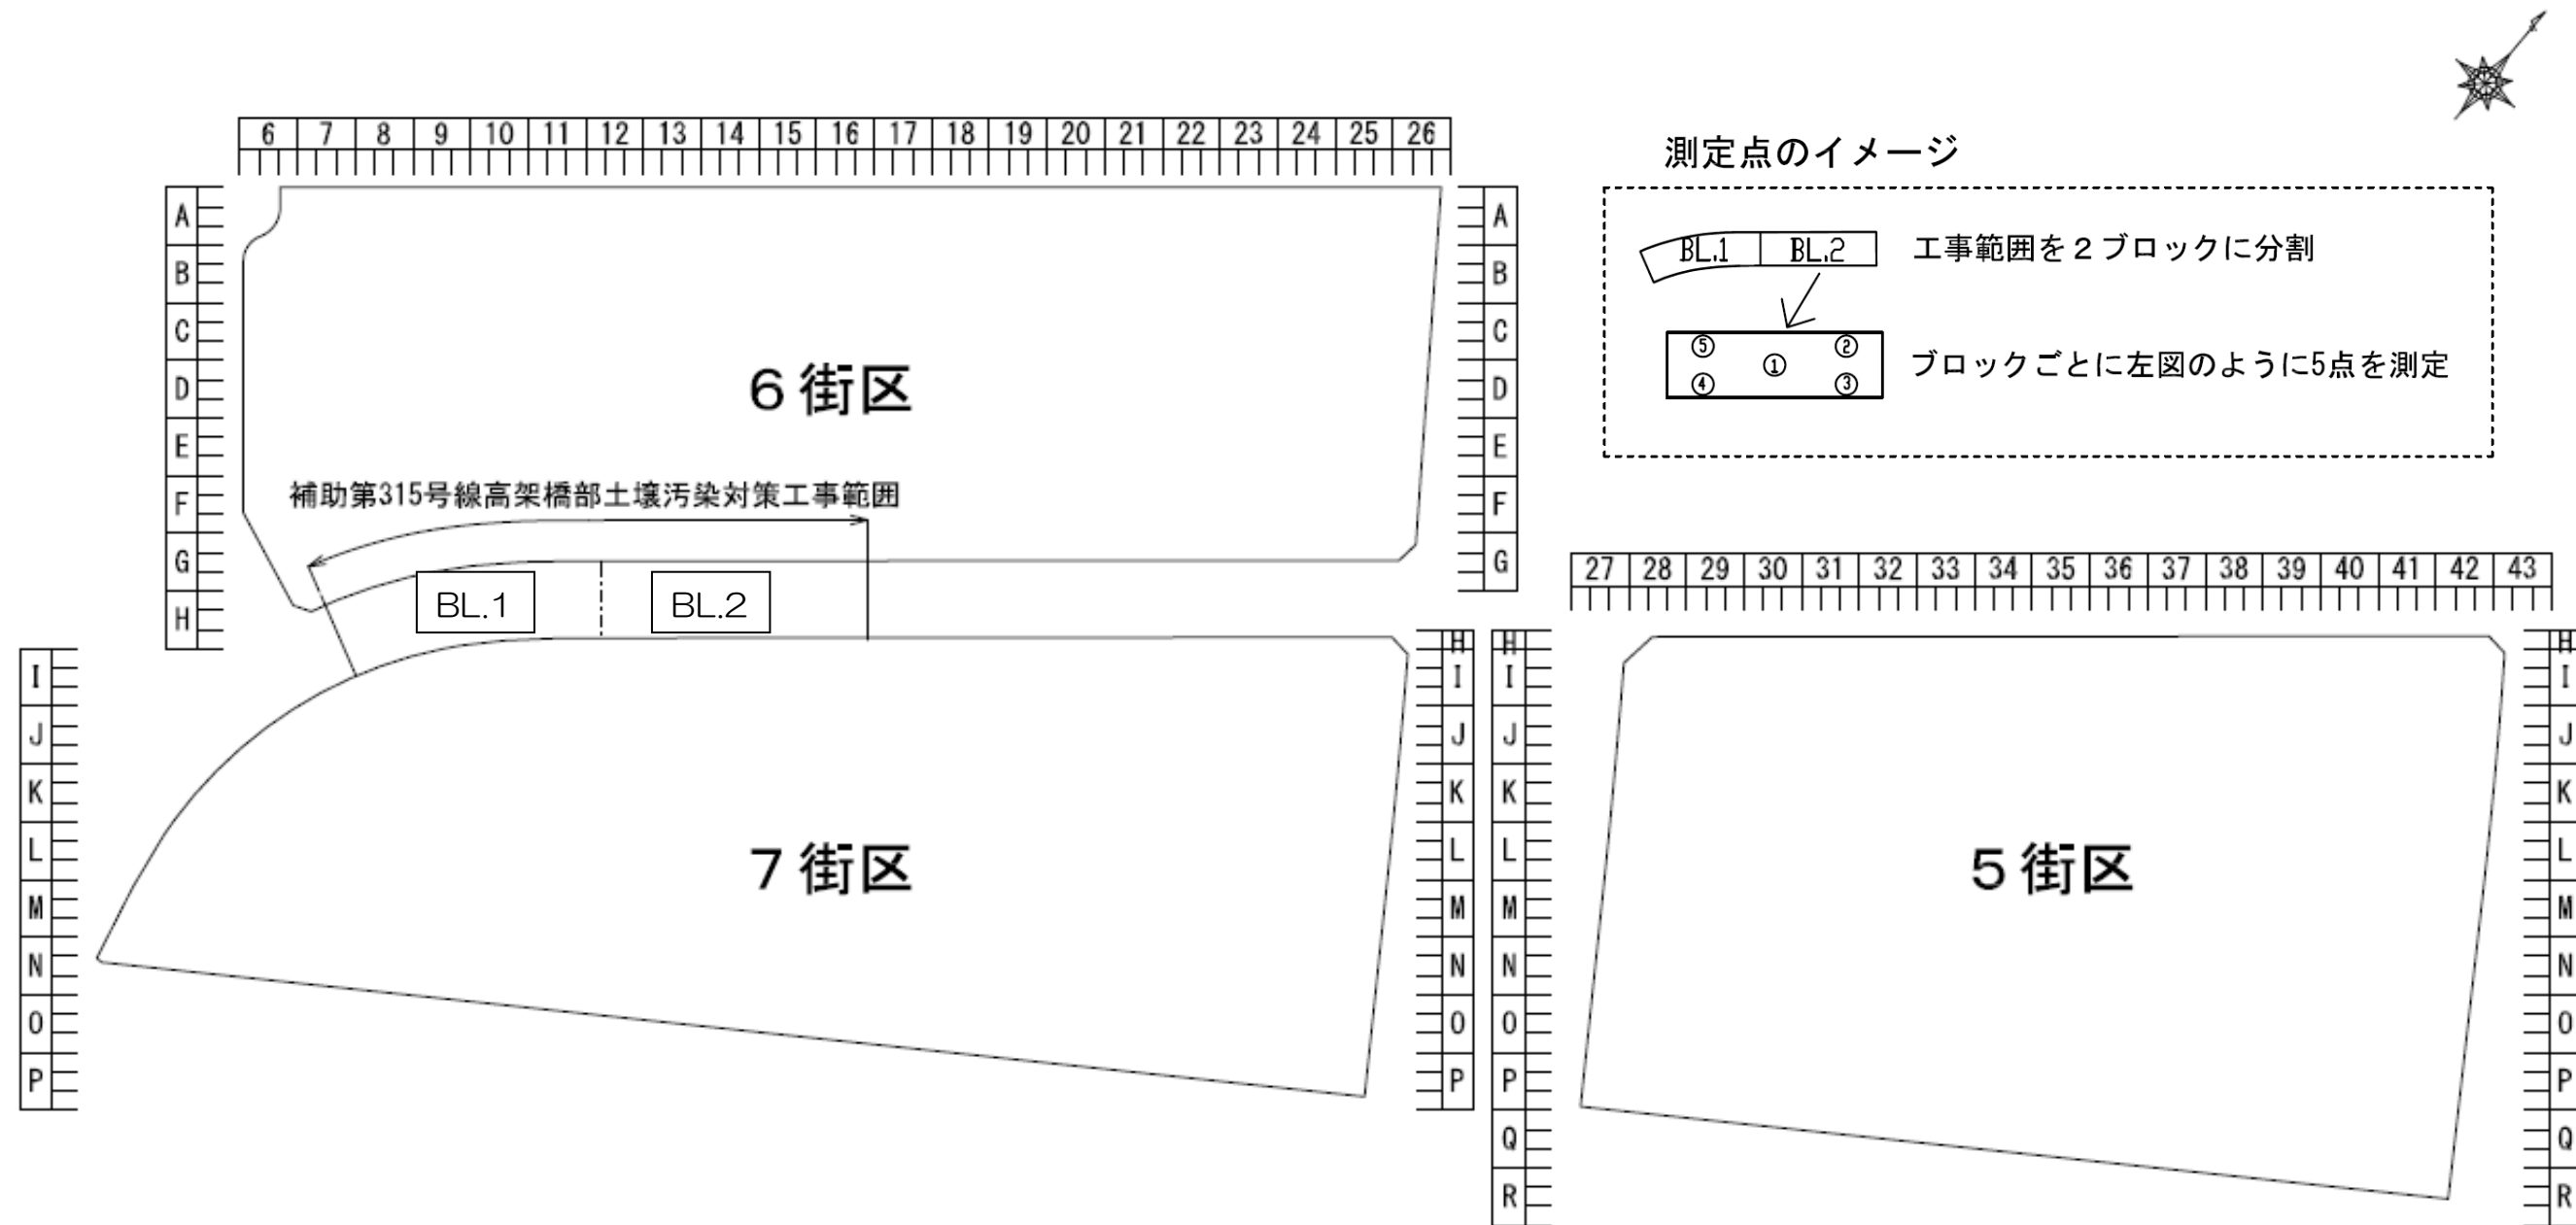 6 7 8 9 10 11 12 13 14 15 16 17 18 19 20 21 22 23 24 25 26
測定点のイメージ
BL.1 BL.2 工事範囲を2ブロックに分割
⑤ ② ① ④ ③ ブロックごとに左図のように5点を測定
A
B
C
D
E
F
G
H
A
B
C
D
E
F
G
6街区
補助第315号線高架橋部土壌汚染対策工事範囲
BL.1 BL.2
27 28 29 30 31 32 33 34 35 36 37 38 39 40 41 42 43
I
J
K
L
M
N
O
P
7街区
H
I
J
K
L
M
N
O
P
H
I
J
K
L
M
N
O
P
Q
R
5街区
H
I
J
K
L
M
N
O
P
Q
R